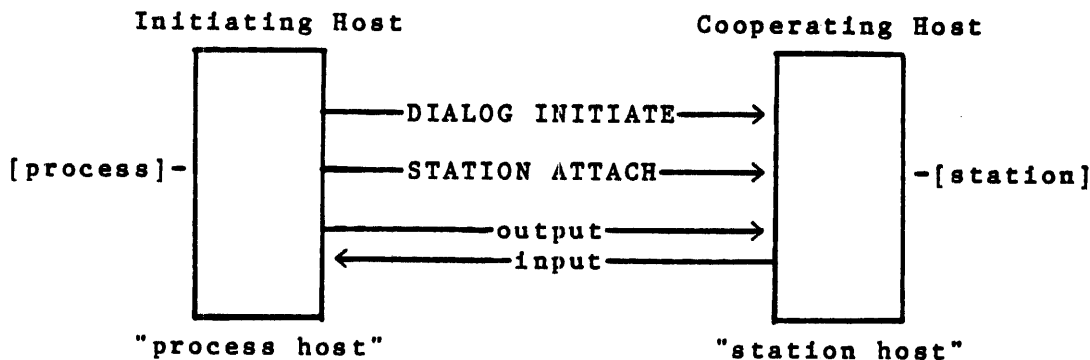 Initiating Host
Cooperating Host
DIALOG INITIATE
[process]-
STATION ATTACH
-[station]
output
input
"process host"
"station host"